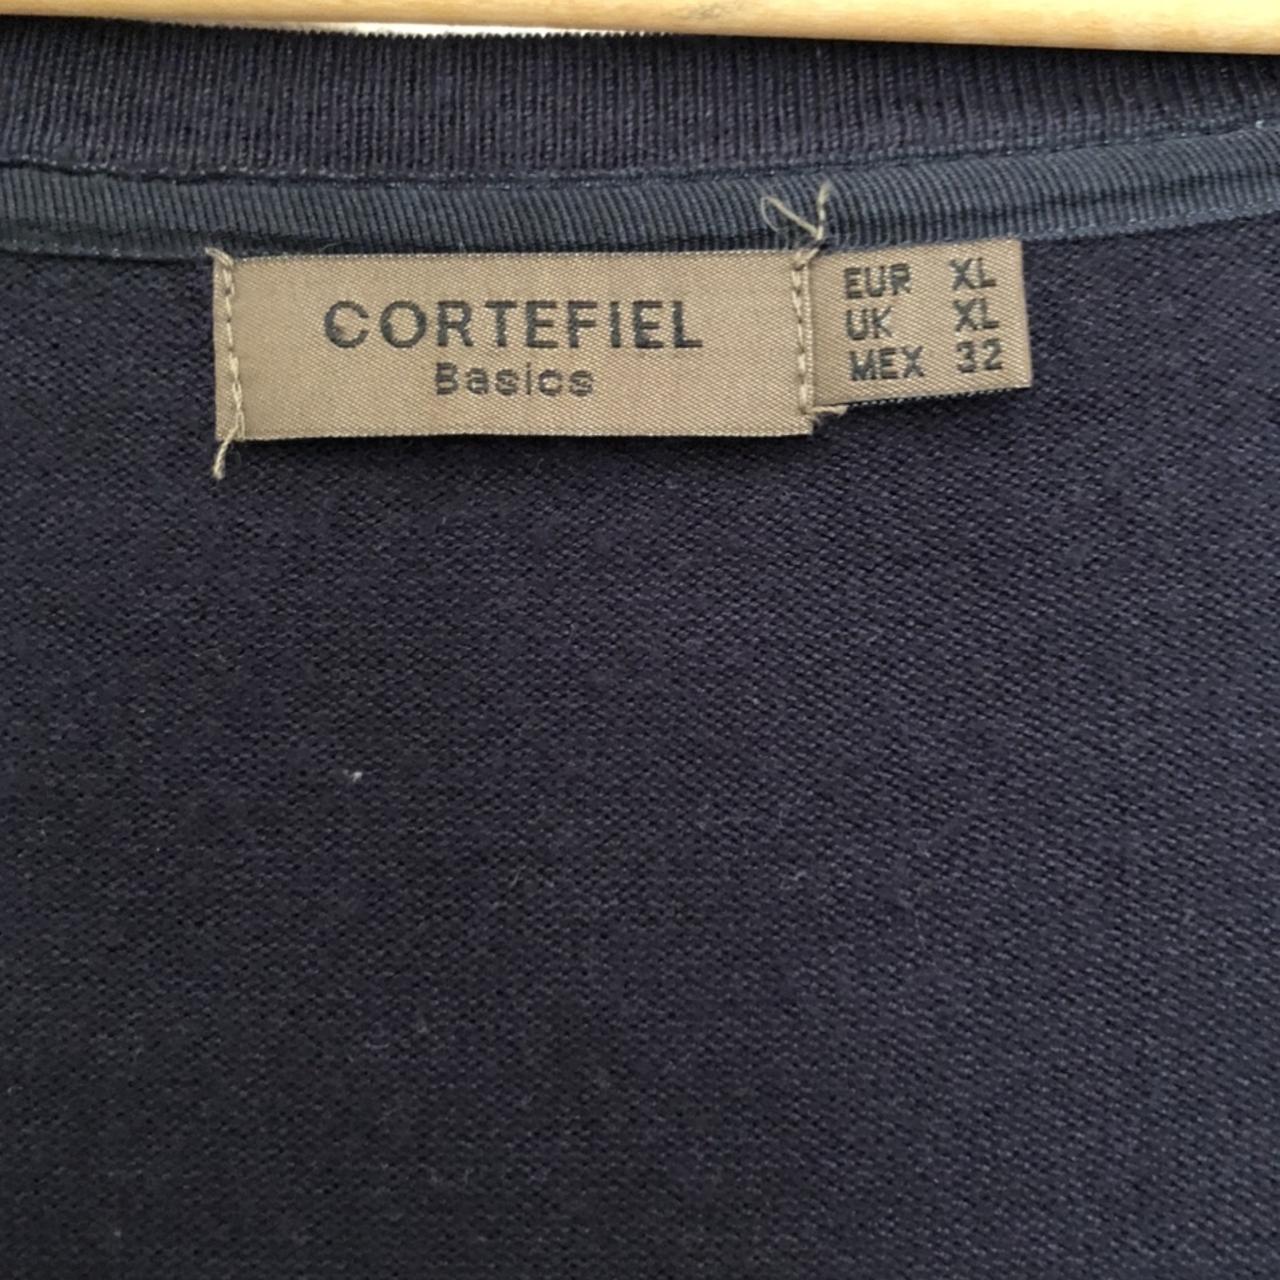 CORTEFIEL
Basics
EUR XL
UK XL
MEX 32